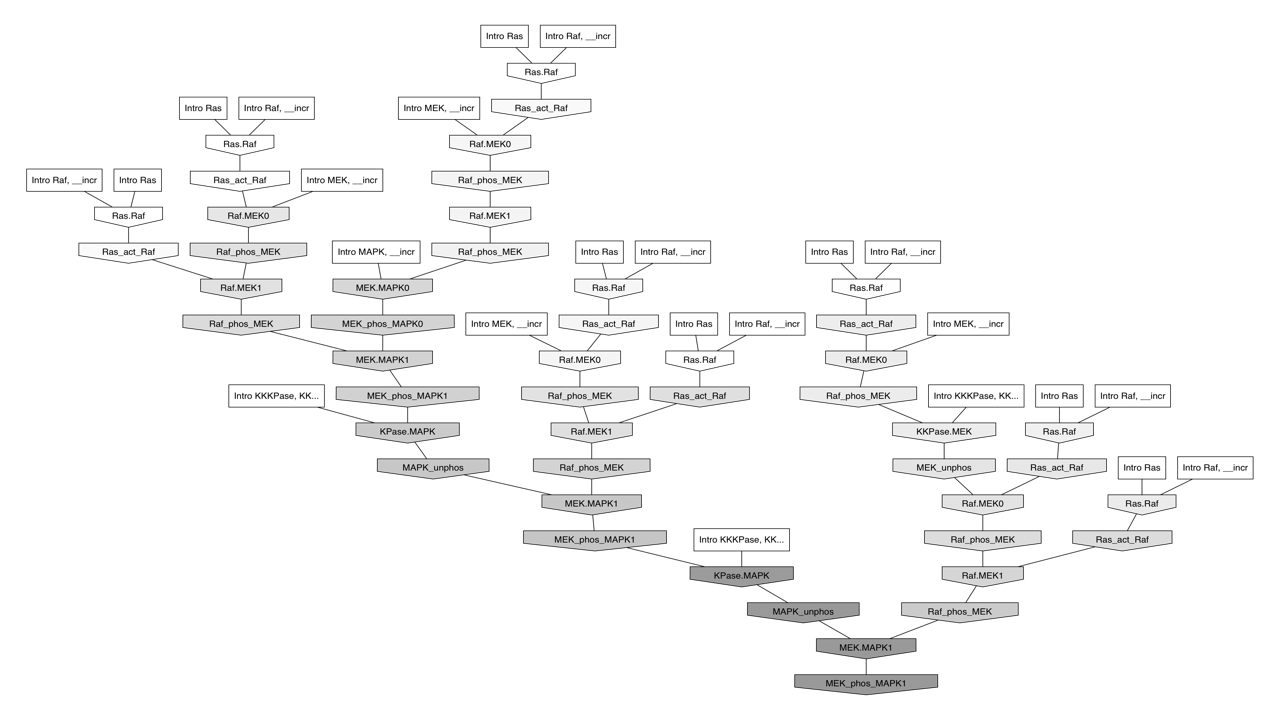 Intro Ras
Intro Raf, __incr
Ras.Raf
Intro Ras
Intro Raf, __incr
Intro MEK, __incr
Ras_act_Raf
Ras.Raf
Raf.MEK0
Intro Raf, __incr
Intro Ras
Ras_act_Raf
Intro MEK, __incr
Raf_phos_MEK
Ras.Raf
Raf.MEK0
Raf.MEK1
Ras_act_Raf
Raf_phos_MEK
Intro MAPK, __incr
Raf_phos_MEK
Intro Ras
Intro Raf, __incr
Intro Ras
Intro Raf, __incr
Raf.MEK1
MEK.MAPK0
Ras.Raf
Ras.Raf
Raf_phos_MEK
MEK_phos_MAPK0
Intro MEK, __incr
Ras_act_Raf
Intro Ras
Intro Raf, __incr
Ras_act_Raf
Intro MEK, __incr
MEK.MAPK1
Raf.MEK0
Ras.Raf
Raf.MEK0
Intro KKKPase, KK...
MEK_phos_MAPK1
Raf_phos_MEK
Ras_act_Raf
Raf_phos_MEK
Intro KKKPase, KK...
Intro Ras
Intro Raf, __incr
KPase.MAPK
Raf.MEK1
KKPase.MEK
Ras.Raf
MAPK_unphos
Raf_phos_MEK
MEK_unphos
Ras_act_Raf
Intro Ras
Intro Raf, __incr
MEK.MAPK1
Raf.MEK0
Ras.Raf
MEK_phos_MAPK1
Intro KKKPase, KK...
Raf_phos_MEK
Ras_act_Raf
KPase.MAPK
Raf.MEK1
MAPK_unphos
Raf_phos_MEK
MEK.MAPK1
MEK_phos_MAPK1